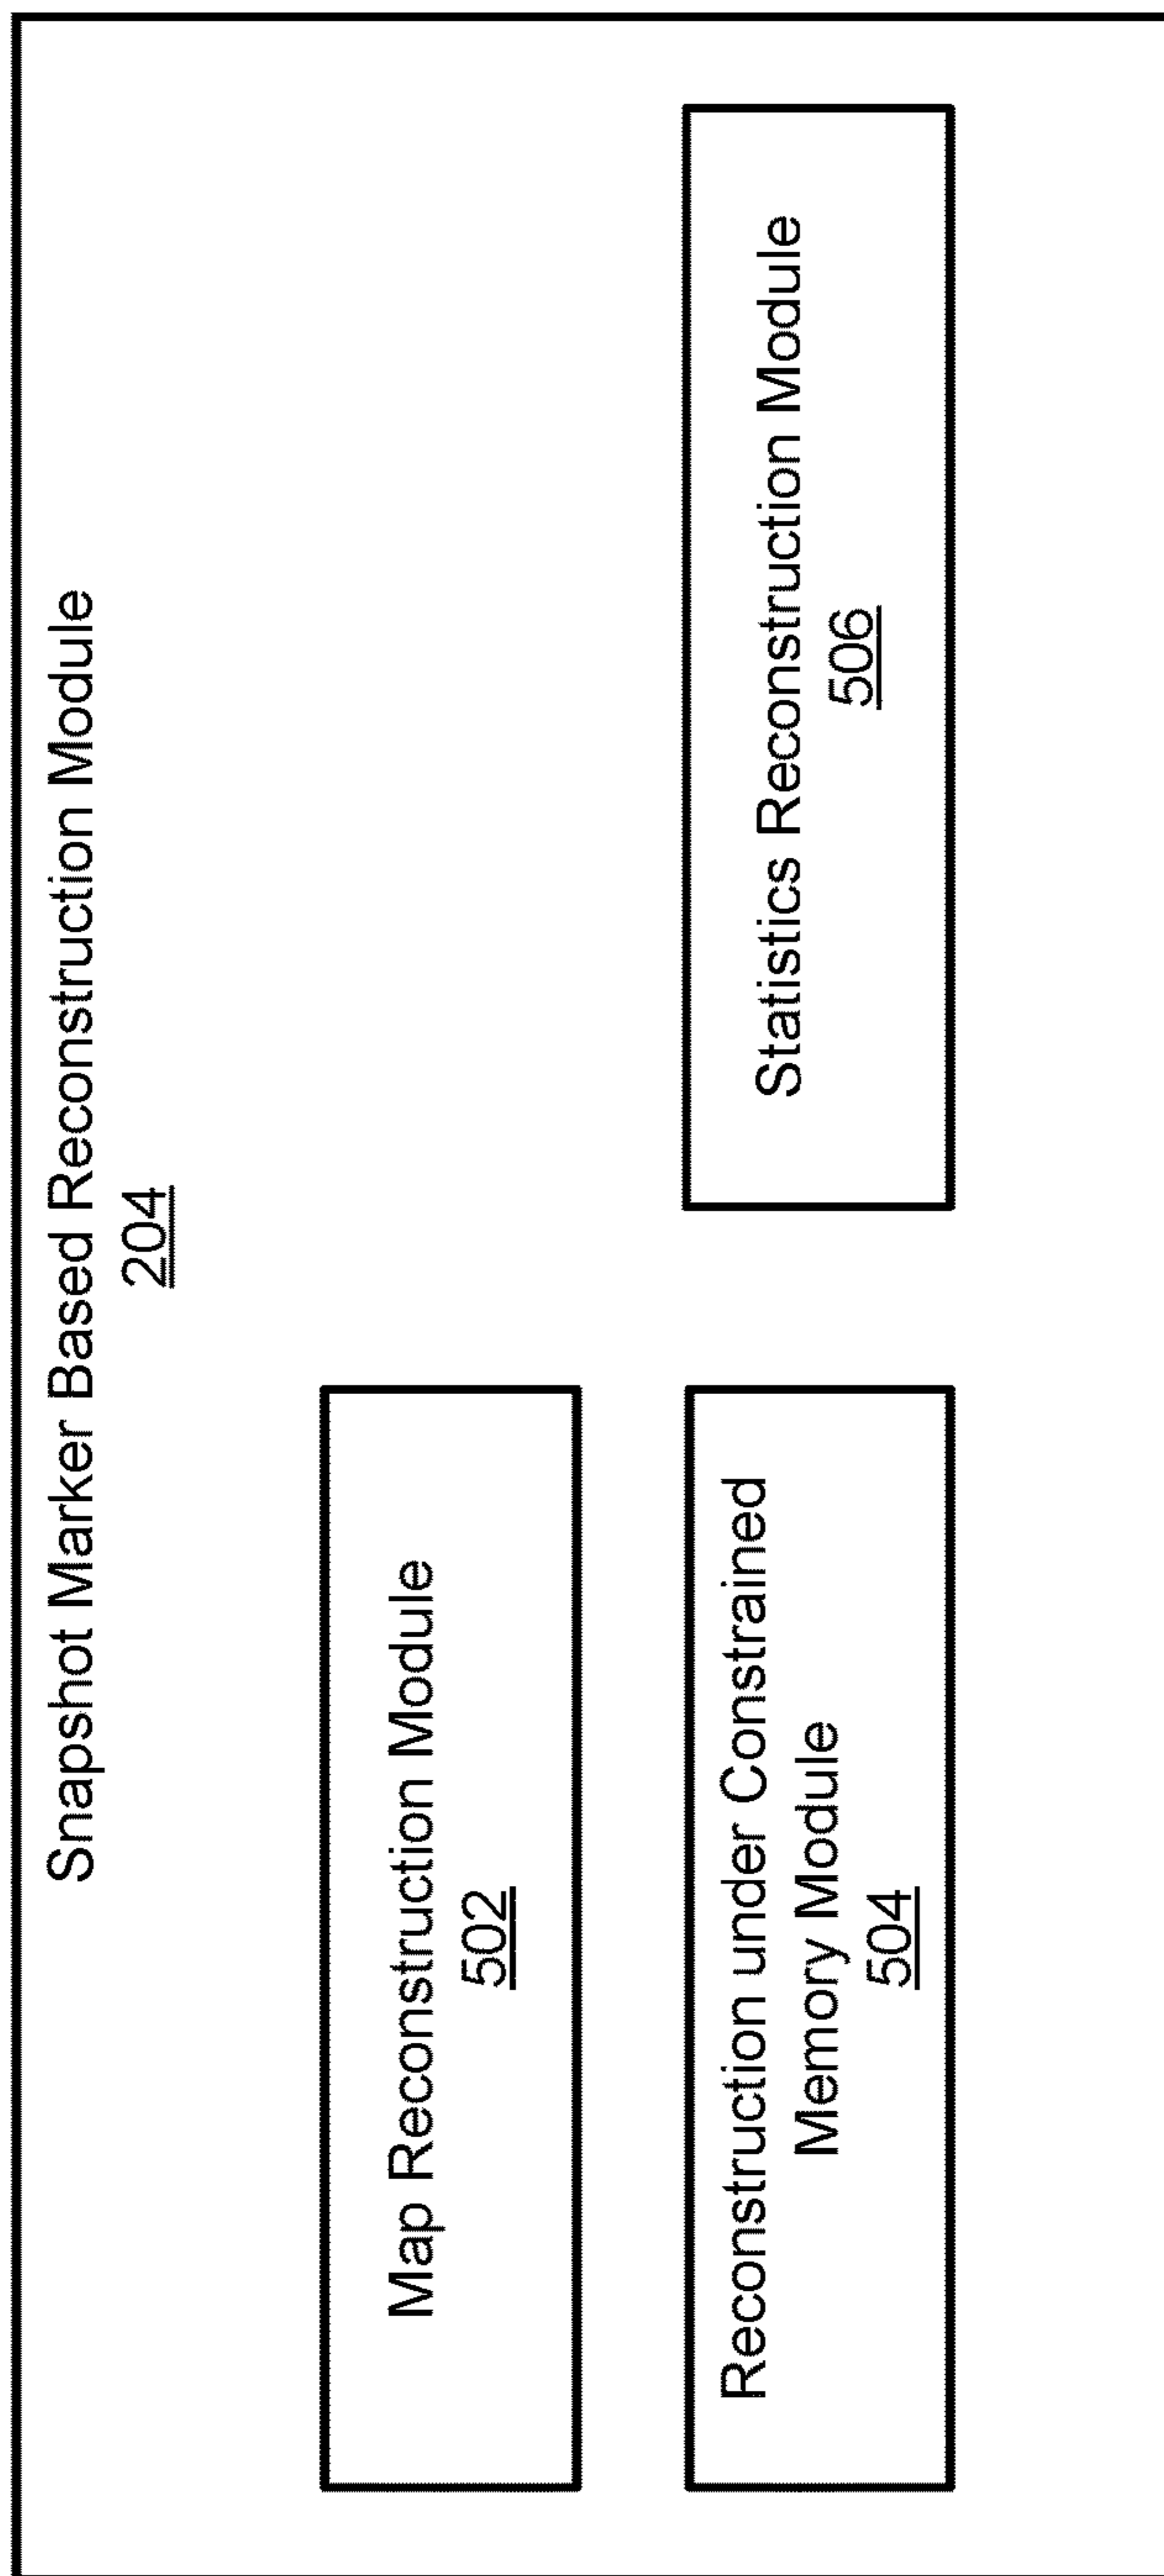 Snapshot Marker Based Reconstruction Module
204
Map Reconstruction Module
502
Reconstruction under Constrained
Memory Module
504
Statistics Reconstruction Module
506